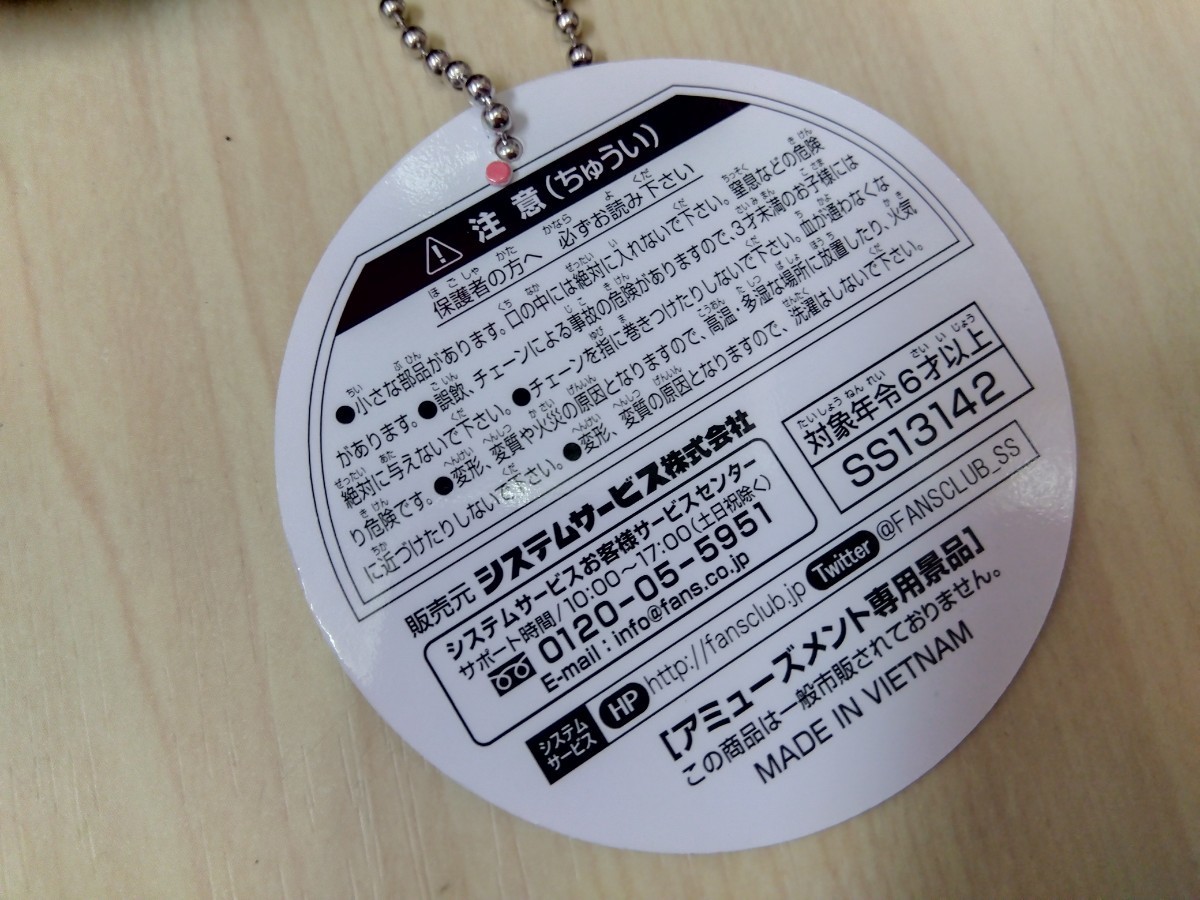 注意(ちゅうい)
保護者の方へ 必ずお読み下さい
●小さな部品があります。口の中には絶対に入れないで下さい。窒息などの危険
があります。●誤飲、チェーンによる事故の危険がありますので、3才未満のお子様には
絶対に与えないで下さい。●チェーンを指に巻きつけたりしないで下さい。血が通わなくな
り危険です。●変形、変質や火災の原因となりますので、高温・多湿な場所に放置したり、火気
に近づけたりしないで下さい。●変形、変質の原因となりますので、洗濯はしないで下さい。
対象年令6才以上
SS13142
販売元 システムサービス株式会社
システムサービスお客様サービスセンター
サポート時間/10:00〜17:00(土日祝除く)
0120-05-5951
E-mail : info@fans.co.jp
システムサービス HP http://fansclub.jp Twitter @FANSCLUB_SS
[アミューズメント専用景品]
この商品は一般市販されておりません。
MADE IN VIETNAM